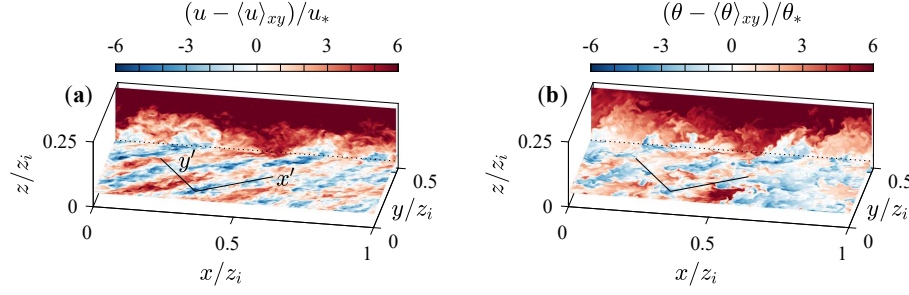 (u − ⟨u⟩xy)/u* (θ − ⟨θ⟩xy)/θ*
-6 -3 0 3 6 -6 -3 0 3 6
(a) (b)
0.25 0.25
z/zi z/zi
y′
x′
0 0
0.5 0.5
y/zi y/zi
0 0
0 0.5 1 0 0.5 1
x/zi x/zi